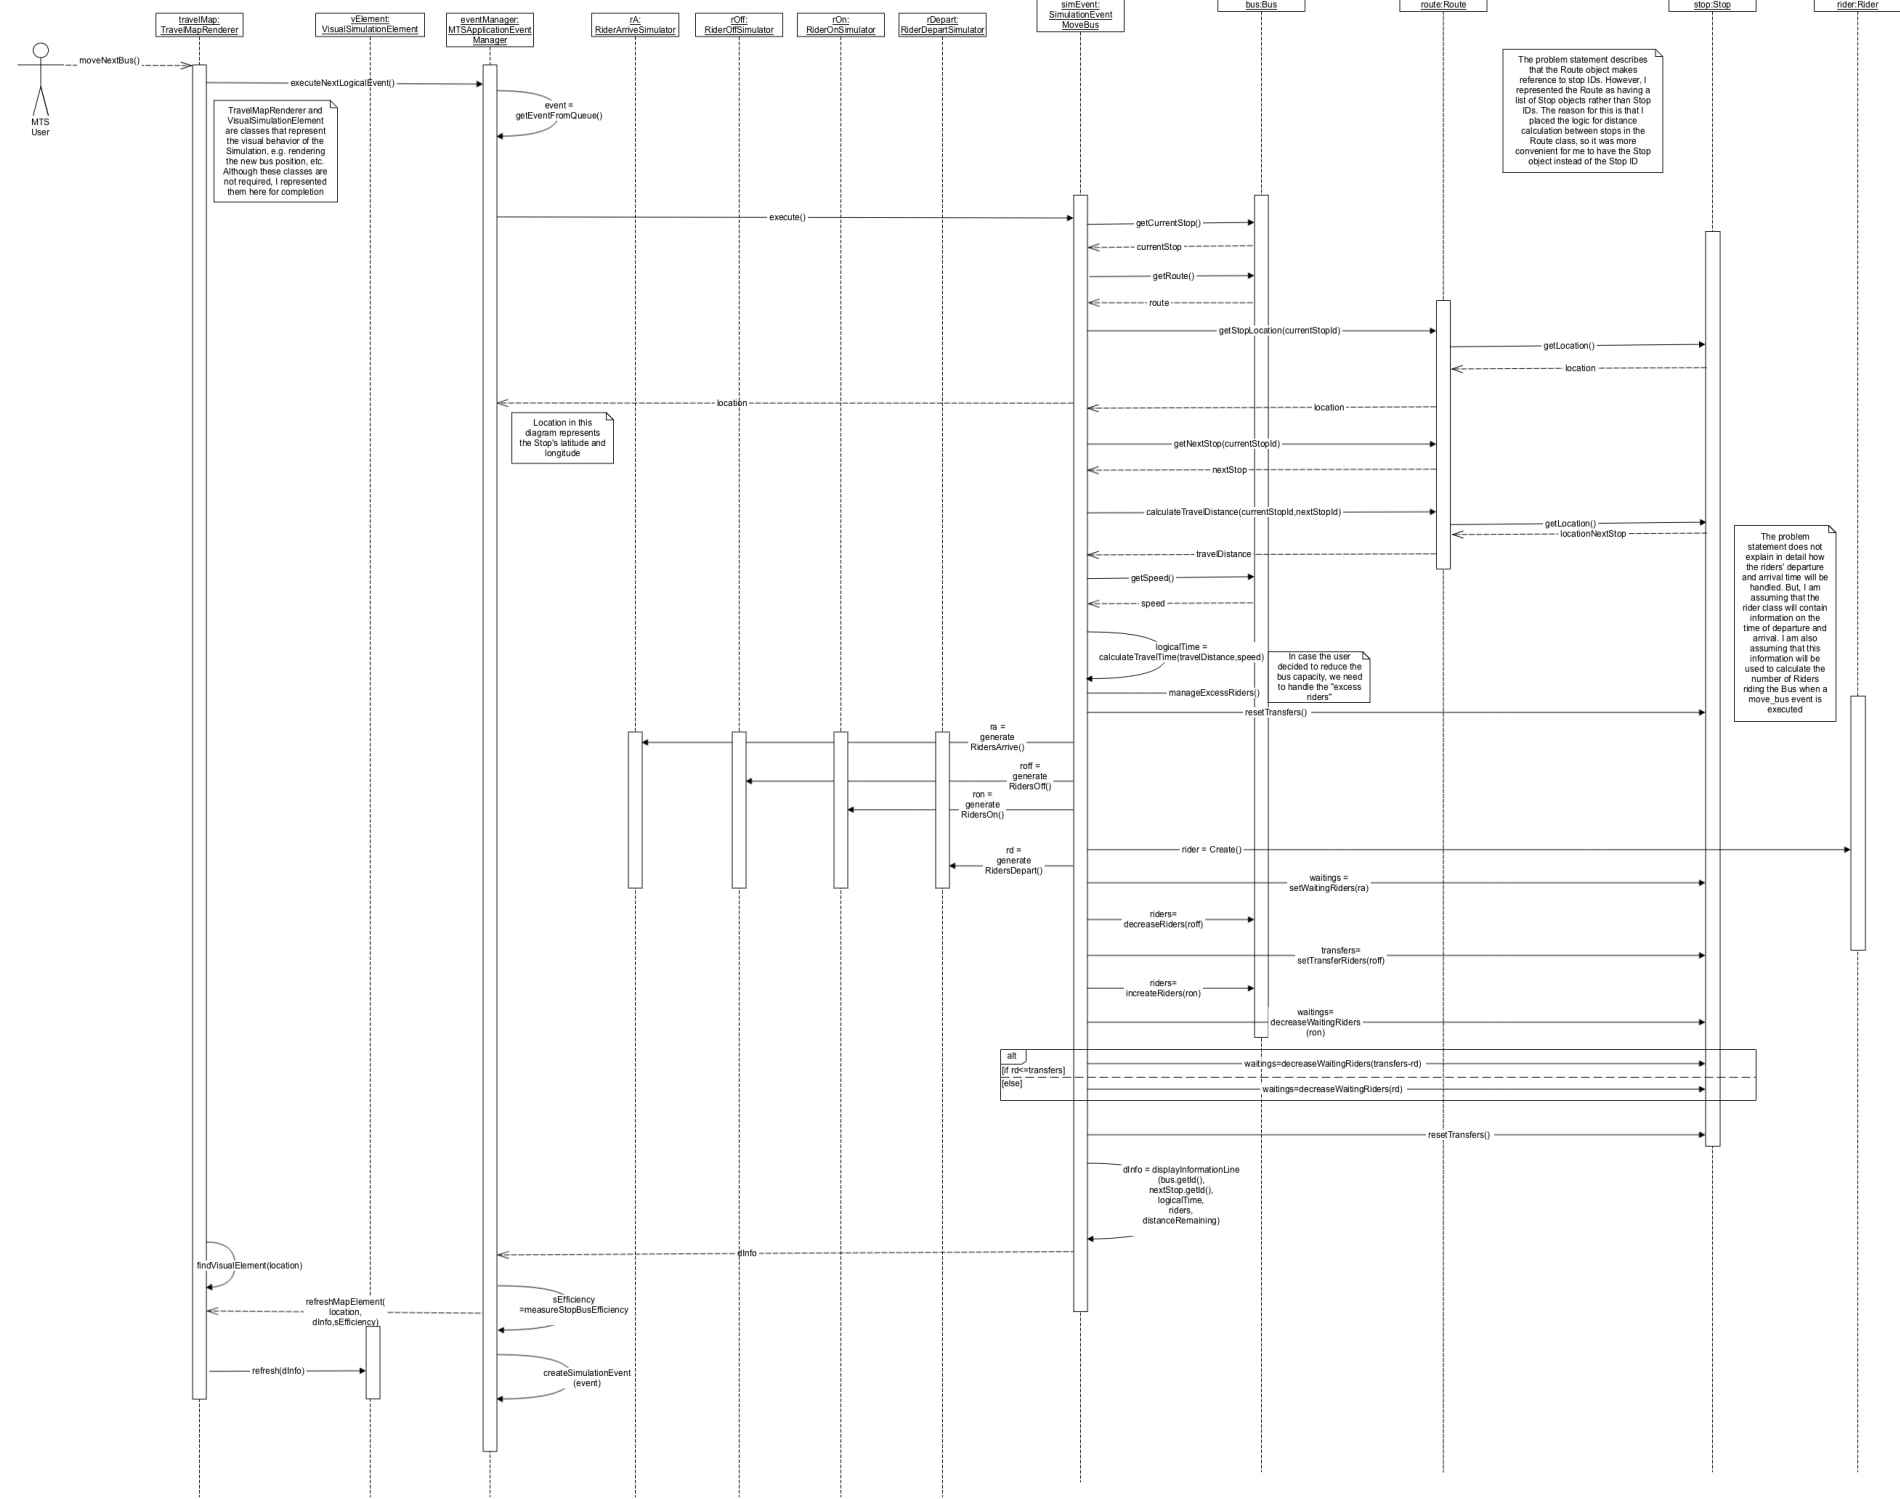 travelMap:
TravelMapRenderer
vElement:
VisualSimulationElement
eventManager:
MTSApplicationEvent
Manager
rA:
RiderArriveSimulator
rOff:
RiderOffSimulator
rOn:
RiderOnSimulator
rDepart:
RiderDepartSimulator
simEvent:
SimulationEvent
MoveBus
bus:Bus
route:Route
stop:Stop
rider:Rider
MTS
User
moveNextBus()
executeNextLogicalEvent()
event =
getEventFromQueue()
TravelMapRenderer and
VisualSimulationElement
are classes that represent
the visual behavior of the
Simulation, e.g. rendering
the new bus position, etc.
Although these classes are
not required, I represented
them here for completion
The problem statement describes
that the Route object makes
reference to stop IDs. However, I
represented the Route as having a
list of Stop objects rather than Stop
IDs. The reason for this is that I
placed the logic for distance
calculation between stops in the
Route class, so it was more
convenient for me to have the Stop
object instead of the Stop ID
execute()
getCurrentStop()
currentStop
getRoute()
route
getStopLocation(currentStopId)
getLocation()
location
location
location
Location in this
diagram represents
the Stop's latitude and
longitude
getNextStop(currentStopId)
nextStop
calculateTravelDistance(currentStopId,nextStopId)
getLocation()
locationNextStop
travelDistance
getSpeed()
speed
The problem
statement does not
explain in detail how
the riders' departure
and arrival time will be
handled. But, I am
assuming that the
rider class will contain
information on the
time of departure and
arrival. I am also
assuming that this
information will be
used to calculate the
number of Riders
riding the Bus when a
move_bus event is
executed
logicalTime =
calculateTravelTime(travelDistance,speed)
In case the user
decided to reduce the
bus capacity, we need
to handle the "excess
riders"
manageExcessRiders()
resetTransfers()
ra =
generate
RidersArrive()
roff =
generate
RidersOff()
ron =
generate
RidersOn()
rd =
generate
RidersDepart()
rider = Create()
waitings =
setWaitingRiders(ra)
riders=
decreaseRiders(roff)
transfers=
setTransferRiders(roff)
riders=
increateRiders(ron)
waitings=
decreaseWaitingRiders
(ron)
alt
[if rd<=transfers]
waitings=decreaseWaitingRiders(transfers-rd)
[else]
waitings=decreaseWaitingRiders(rd)
resetTransfers()
dInfo = displayInformationLine
(bus.getId(),
nextStop.getId(),
logicalTime,
riders,
distanceRemaining)
dInfo
findVisualElement(location)
sEfficiency
=measureStopBusEfficiency
refreshMapElement(
location,
dInfo,sEfficiency)
refresh(dInfo)
createSimulationEvent
(event)